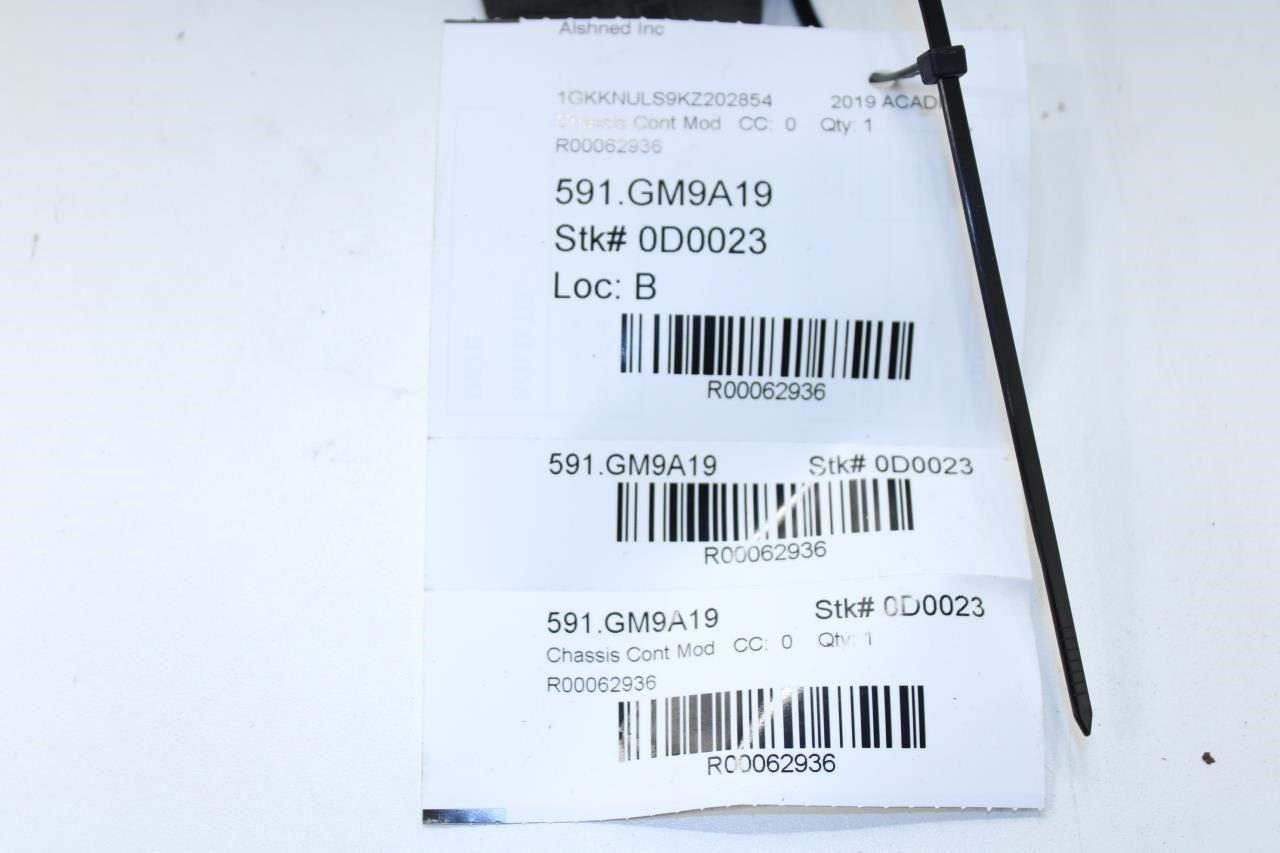 Alshned Inc
1GKKNULS9KZ202854 2019 ACADI
Chassis Cont Mod CC: 0 Qty: 1
R00062936
591.GM9A19
Stk# 0D0023
Loc: B
R00062936
591.GM9A19 Stk# 0D0023
R00062936
591.GM9A19 Stk# 0D0023
Chassis Cont Mod CC: 0 Qty: 1
R00062936
R00062936